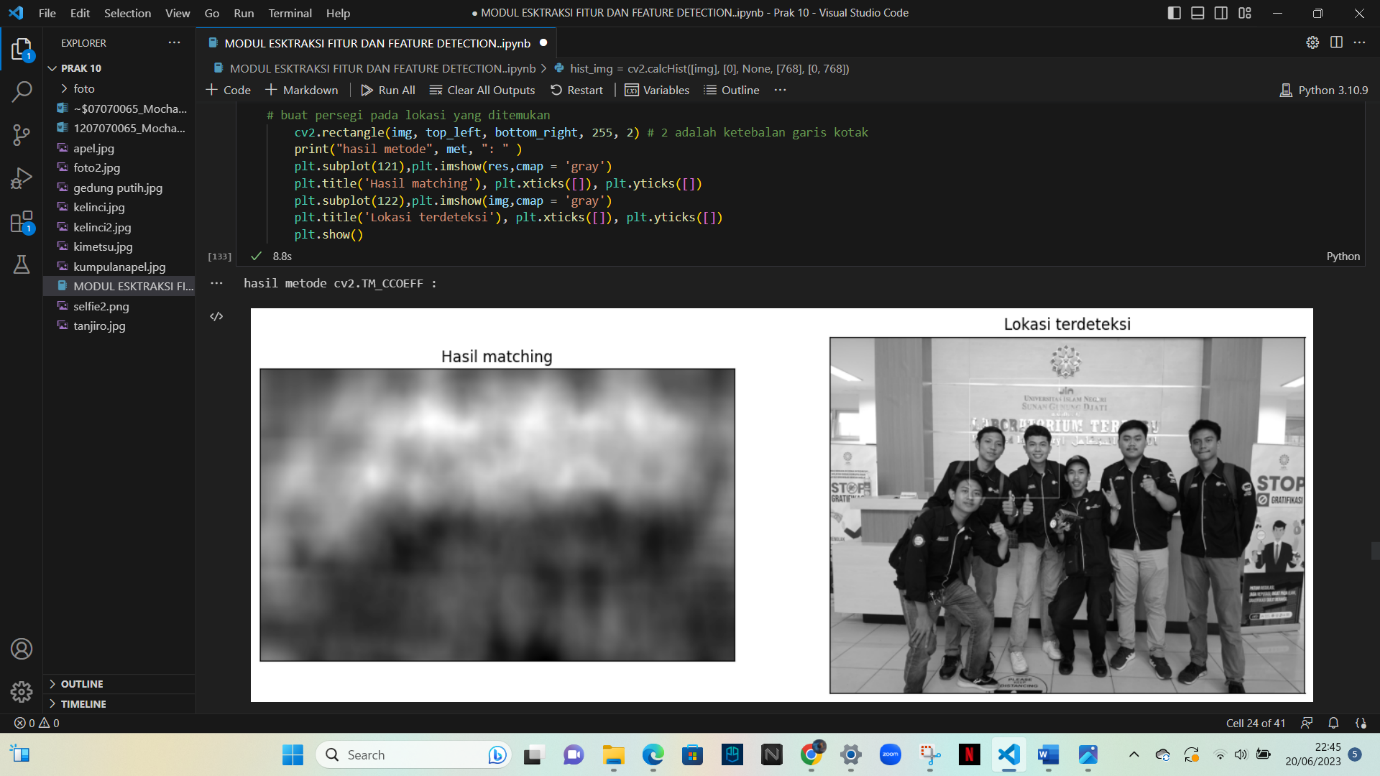 File Edit Selection View Go Run Terminal Help
● MODUL ESKTRAKSI FITUR DAN FEATURE DETECTION..ipynb - Prak 10 - Visual Studio Code
EXPLORER
PRAK 10
foto
~$07070065_Mocha...
1207070065_Mocha...
apel.jpg
foto2.jpg
gedung putih.jpg
kelinci.jpg
kelinci2.jpg
kimetsu.jpg
kumpulanapel.jpg
MODUL ESKTRAKSI FI...
selfie2.png
tanjiro.jpg
OUTLINE
TIMELINE
MODUL ESKTRAKSI FITUR DAN FEATURE DETECTION..ipynb ●
MODUL ESKTRAKSI FITUR DAN FEATURE DETECTION..ipynb > hist_img = cv2.calcHist([img], [0], None, [768], [0, 768])
+ Code + Markdown Run All Clear All Outputs Restart Variables Outline ... Python 3.10.9
# buat persegi pada lokasi yang ditemukan
cv2.rectangle(img, top_left, bottom_right, 255, 2) # 2 adalah ketebalan garis kotak
print("hasil metode", met, ": " )
plt.subplot(121),plt.imshow(res,cmap = 'gray')
plt.title('Hasil matching'), plt.xticks([]), plt.yticks([])
plt.subplot(122),plt.imshow(img,cmap = 'gray')
plt.title('Lokasi terdeteksi'), plt.xticks([]), plt.yticks([])
plt.show()
[133] ✓ 8.8s Python
hasil metode cv2.TM_CCOEFF :
Hasil matching
Lokasi terdeteksi
UNIVERSITAS ISLAM NEGERI
SUNAN GUNUNG DJATI
STOP
GRATIFIKASI
STOP
Cell 24 of 41
0 0
Search
zoom
22:45
20/06/2023
5